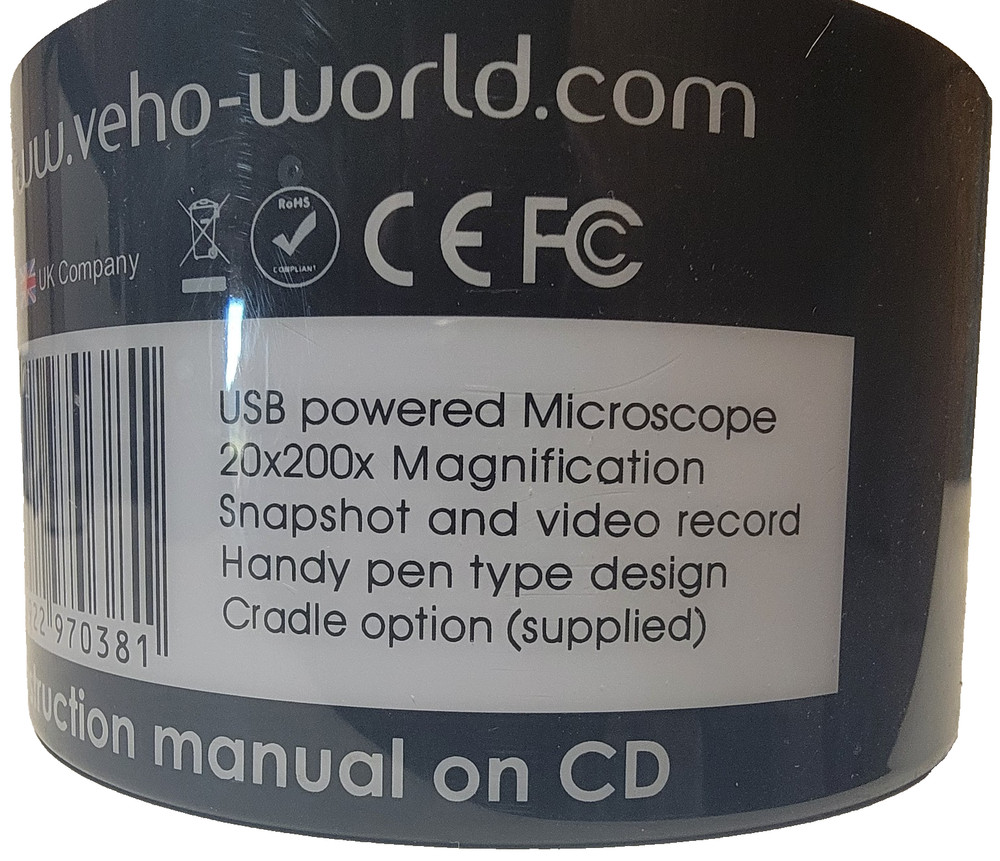 www.veho-world.com
RoHS
COMPLIANT
CE FC
UK Company
USB powered Microscope
20x200x Magnification
Snapshot and video record
Handy pen type design
Cradle option (supplied)
22 970381
manual on CD